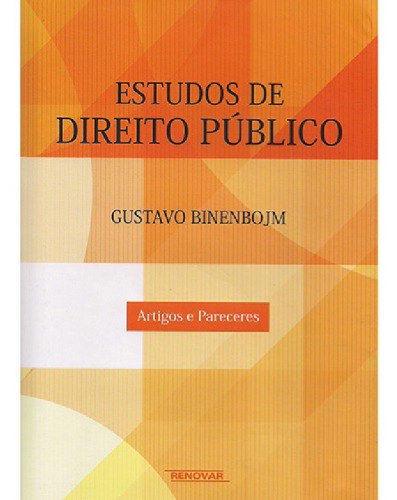 ESTUDOS DE
DIREITO PÚBLICO
GUSTAVO BINENBOJM
Artigos e Pareceres
RENOVAR